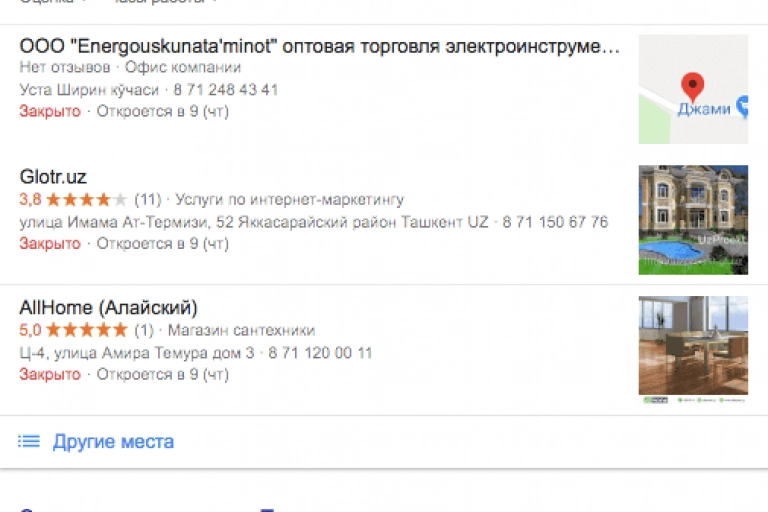 Оценка Часы работы
ООО "Energouskunata'minot" оптовая торговля электроинструме...
Нет отзывов · Офис компании
Уста Ширин кўчаси · 8 71 248 43 41
Закрыто · Откроется в 9 (чт)
Джами
Glotr.uz
3,8 (11) · Услуги по интернет-маркетингу
улица Имама Ат-Термизи, 52 Яккасарайский район Ташкент UZ · 8 71 150 67 76
Закрыто · Откроется в 9 (чт)
UzProekt
AllHome (Алайский)
5,0 (1) · Магазин сантехники
Ц-4, улица Амира Темура дом 3 · 8 71 120 00 11
Закрыто · Откроется в 9 (чт)
Другие места